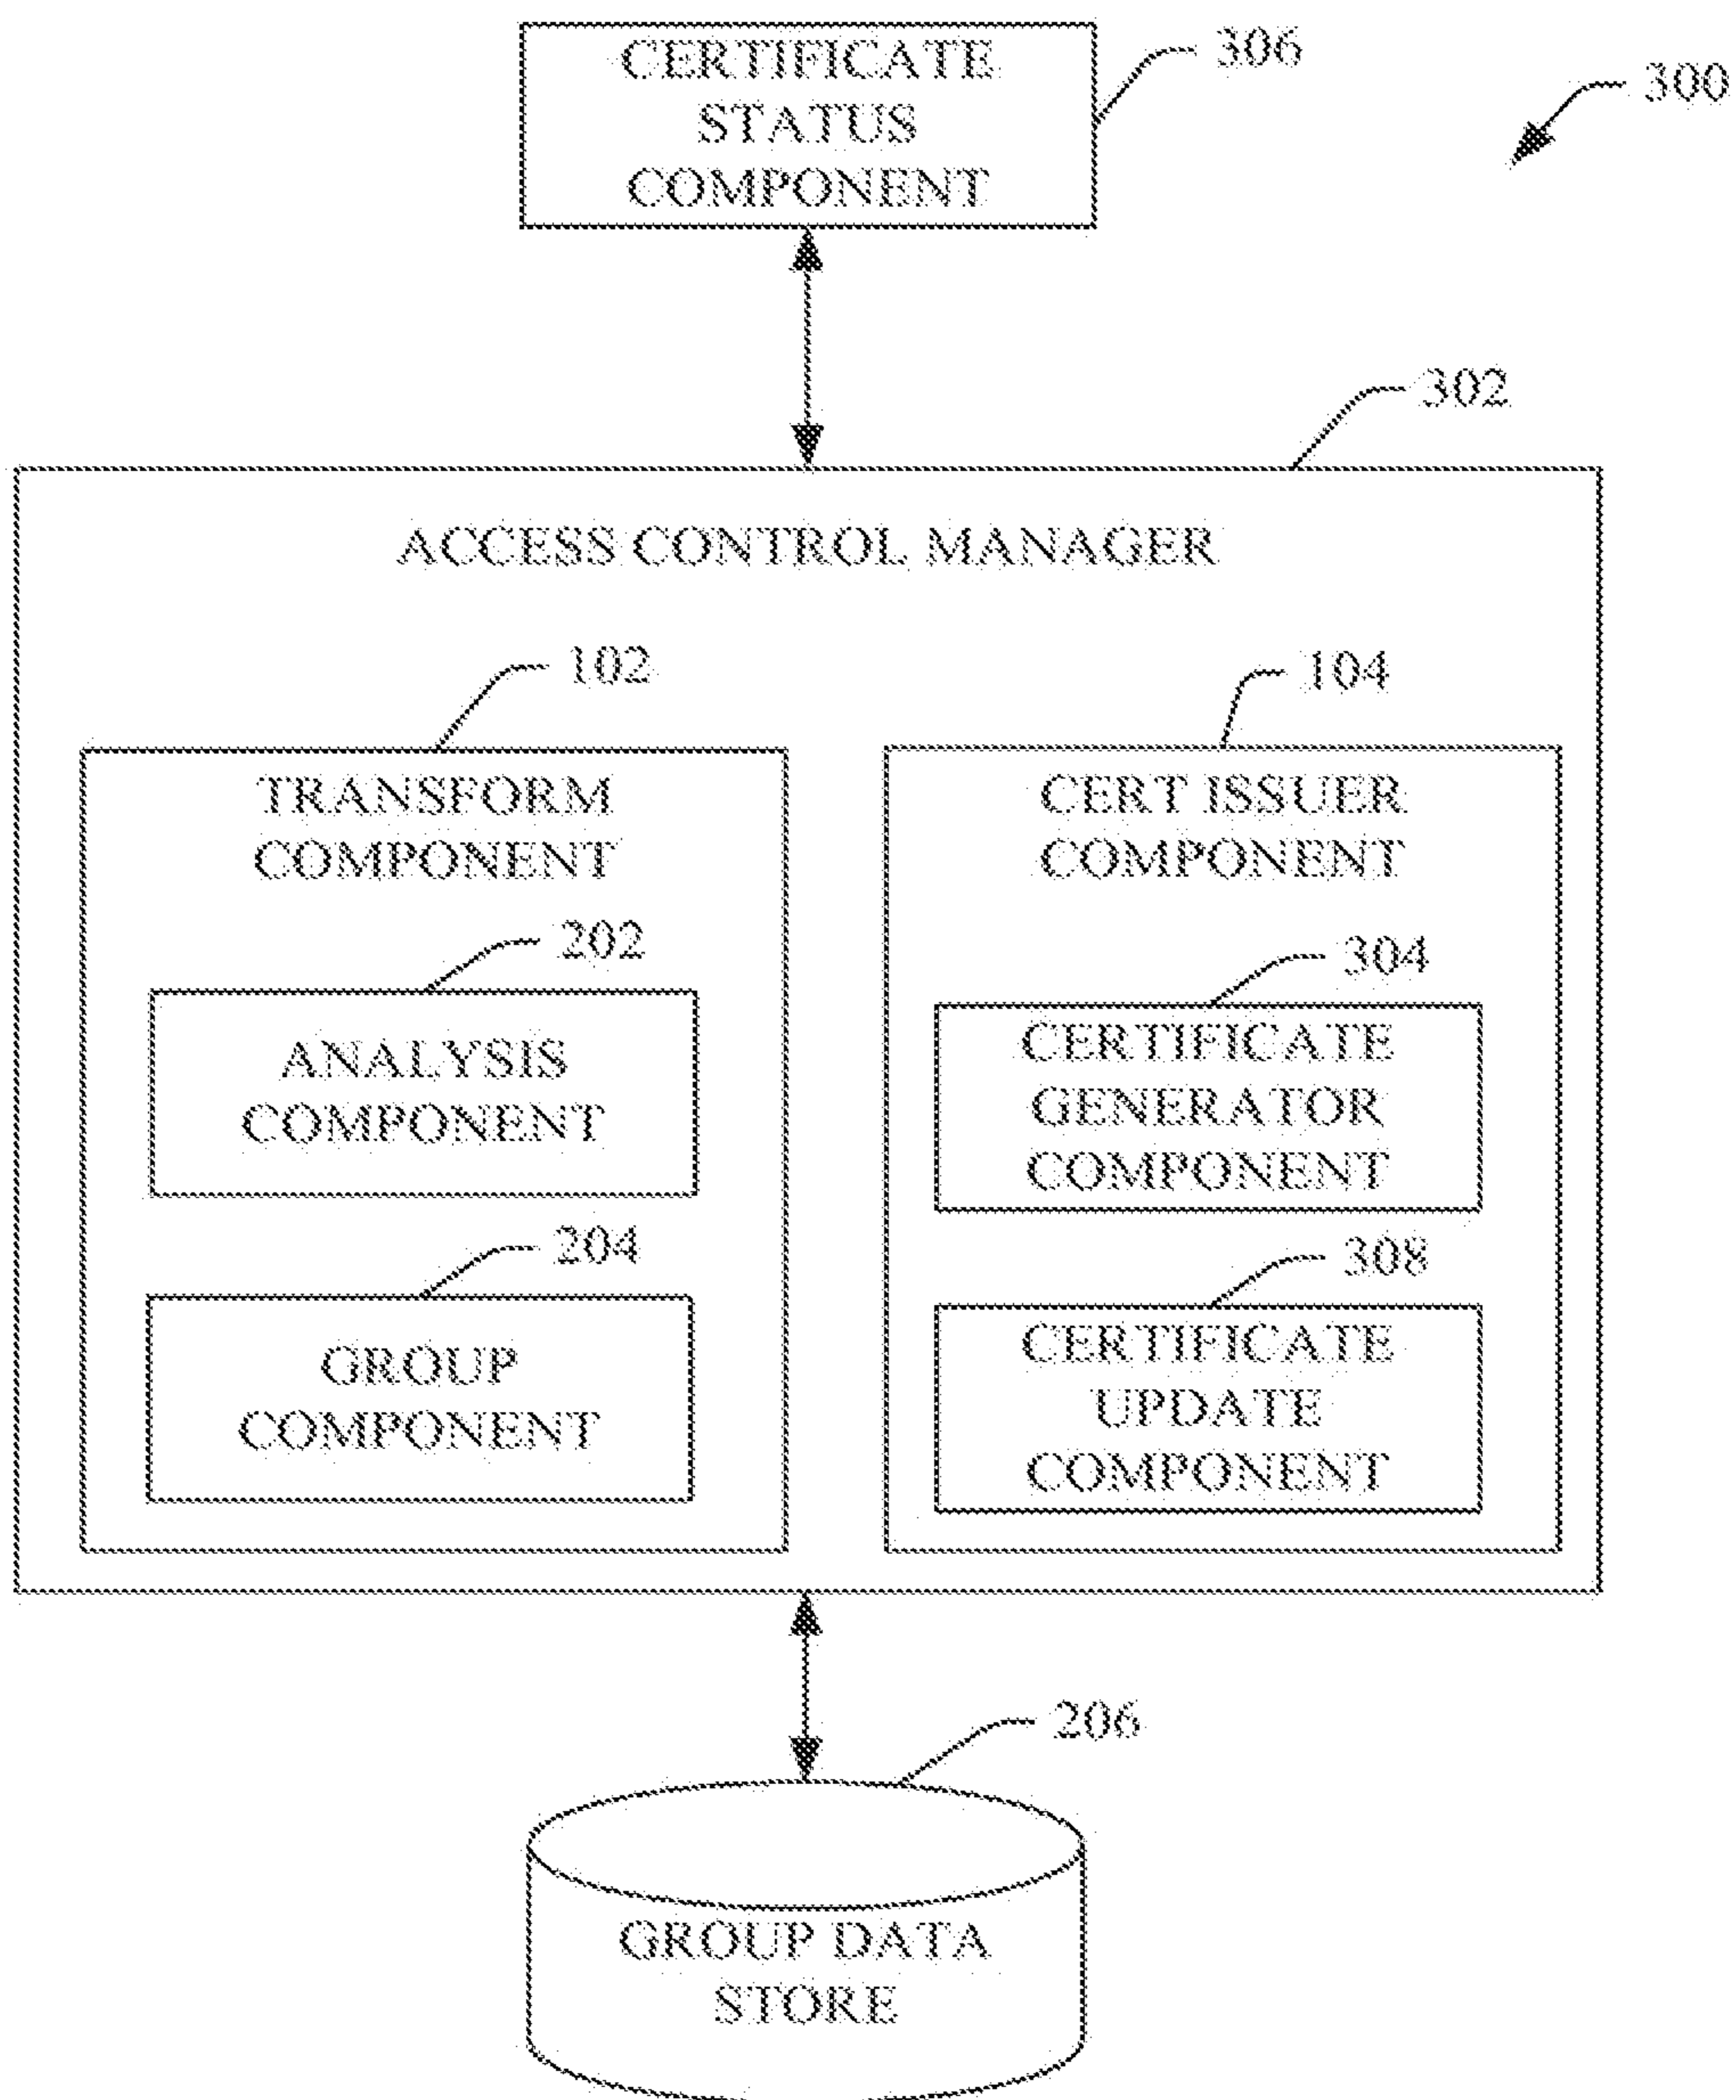 CERTIFICATE
STATUS
COMPONENT
306
300
302
ACCESS CONTROL MANAGER
102
104
TRANSFORM
COMPONENT
202
ANALYSIS
COMPONENT
204
GROUP
COMPONENT
CERT ISSUER
COMPONENT
304
CERTIFICATE
GENERATOR
COMPONENT
308
CERTIFICATE
UPDATE
COMPONENT
206
GROUP DATA
STORE